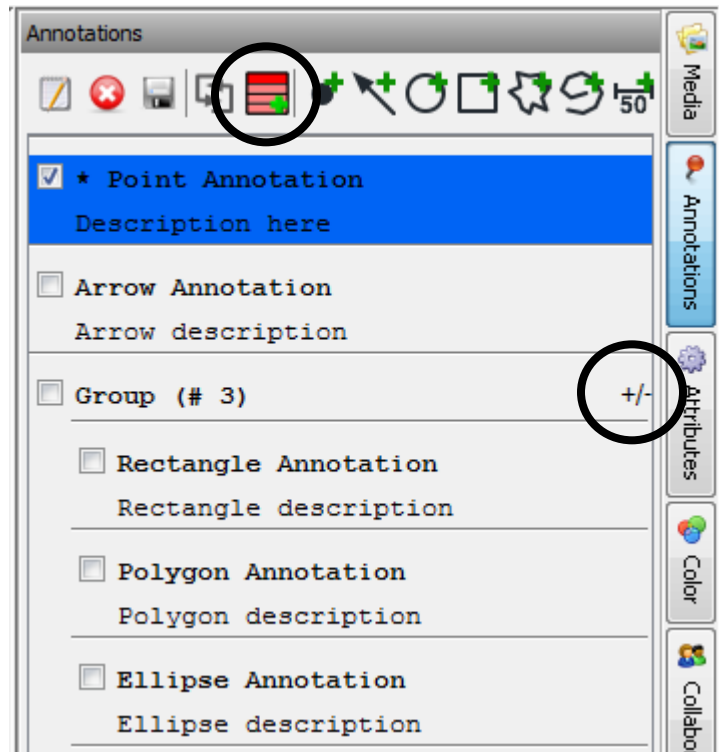 Annotations
50
* Point Annotation
Description here
Arrow Annotation
Arrow description
Group (# 3) +/-
Rectangle Annotation
Rectangle description
Polygon Annotation
Polygon description
Ellipse Annotation
Ellipse description
Media
Annotations
Attributes
Color
Collabo